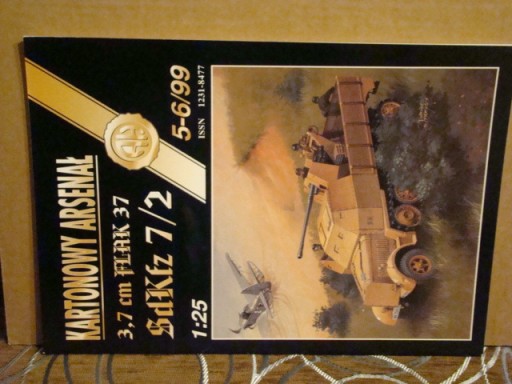 KARTONOWY ARSENAŁ
3,7 cm FLAK 37
SdKfz 7/2
1:25
5-6/99
ISSN 1231-8477